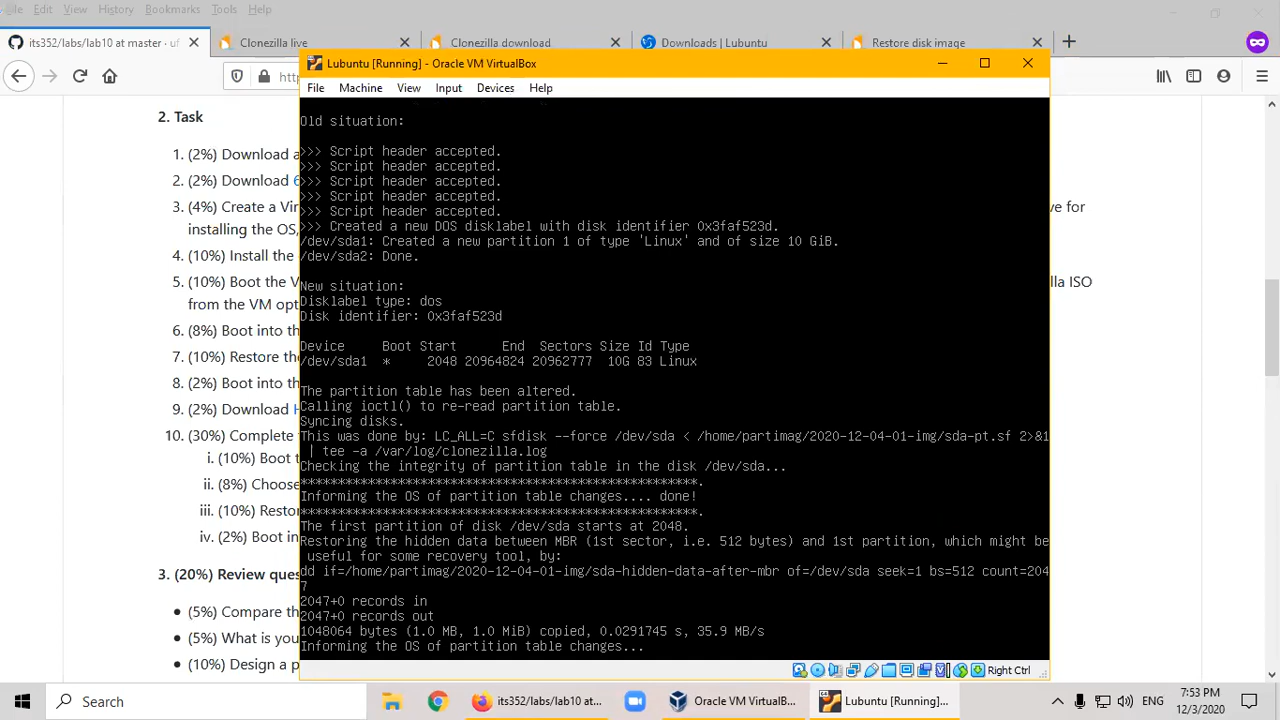 File Edit View History Bookmarks Tools Help
its352/labs/lab10 at master · uf
Clonezilla live
Clonezilla download
Downloads | Lubuntu
Restore disk image
Lubuntu [Running] - Oracle VM VirtualBox
File Machine View Input Devices Help
2. Task
1. (2%) Download a
2. (2%) Download 6
3. (4%) Create a Vir
ve for
installing the OS,
4. (10%) Install the
5. (10%) Boot the V
lla ISO
from the VM opt
6. (8%) Boot into th
7. (10%) Restore the
8. (2%) Boot into th
9. (2%) Download H
10. (30%) Complete
i. (10%) Boot
ii. (8%) Choos
iii. (10%) Resto
iv. (2%) Boot i
3. (20%) Review que
(5%) Compare th
(5%) What is you
(10%) Design a p
Old situation:
>>> Script header accepted.
>>> Script header accepted.
>>> Script header accepted.
>>> Script header accepted.
>>> Script header accepted.
>>> Created a new DOS disklabel with disk identifier 0x3faf523d.
/dev/sda1: Created a new partition 1 of type 'Linux' and of size 10 GiB.
/dev/sda2: Done.
New situation:
Disklabel type: dos
Disk identifier: 0x3faf523d
Device Boot Start End Sectors Size Id Type
/dev/sda1 * 2048 20964824 20962777 10G 83 Linux
The partition table has been altered.
Calling ioctl() to re-read partition table.
Syncing disks.
This was done by: LC_ALL=C sfdisk --force /dev/sda < /home/partimag/2020-12-04-01-img/sda-pt.sf 2>&1
| tee -a /var/log/clonezilla.log
Checking the integrity of partition table in the disk /dev/sda...
*****************************************************.
Informing the OS of partition table changes.... done!
*****************************************************.
The first partition of disk /dev/sda starts at 2048.
Restoring the hidden data between MBR (1st sector, i.e. 512 bytes) and 1st partition, which might be
useful for some recovery tool, by:
dd if=/home/partimag/2020-12-04-01-img/sda-hidden-data-after-mbr of=/dev/sda seek=1 bs=512 count=204
7
2047+0 records in
2047+0 records out
1048064 bytes (1.0 MB, 1.0 MiB) copied, 0.0291745 s, 35.9 MB/s
Informing the OS of partition table changes...
Right Ctrl
Search
its352/labs/lab10 at...
Oracle VM VirtualB...
Lubuntu [Running]...
ENG
7:53 PM
12/3/2020